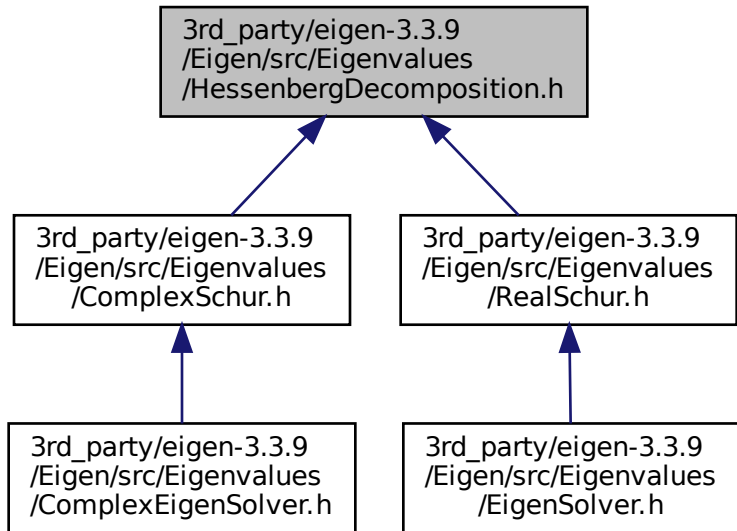 3rd_party/eigen-3.3.9
/Eigen/src/Eigenvalues
/HessenbergDecomposition.h
3rd_party/eigen-3.3.9
/Eigen/src/Eigenvalues
/ComplexSchur.h
3rd_party/eigen-3.3.9
/Eigen/src/Eigenvalues
/RealSchur.h
3rd_party/eigen-3.3.9
/Eigen/src/Eigenvalues
/ComplexEigenSolver.h
3rd_party/eigen-3.3.9
/Eigen/src/Eigenvalues
/EigenSolver.h